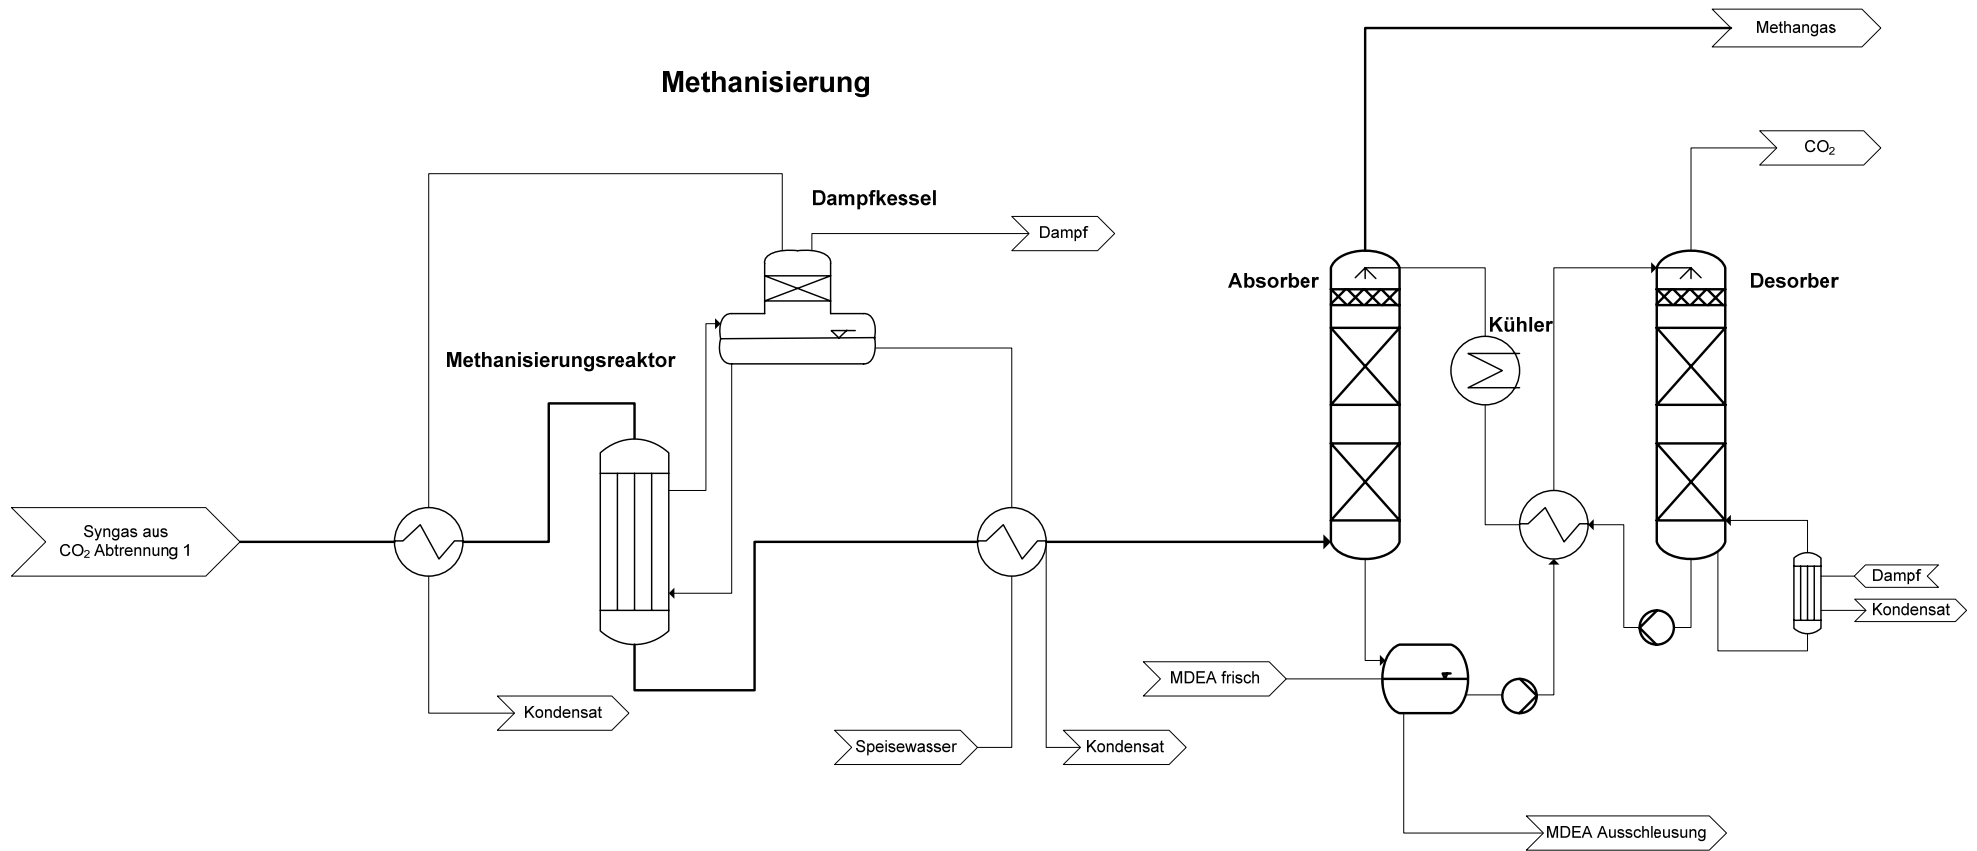 Methangas
Methanisierung
CO₂
Dampfkessel
Dampf
Absorber
Desorber
Kühler
Methanisierungsreaktor
Syngas aus
CO₂ Abtrennung 1
Dampf
Kondensat
MDEA frisch
Kondensat
Speisewasser
Kondensat
MDEA Ausschleusung